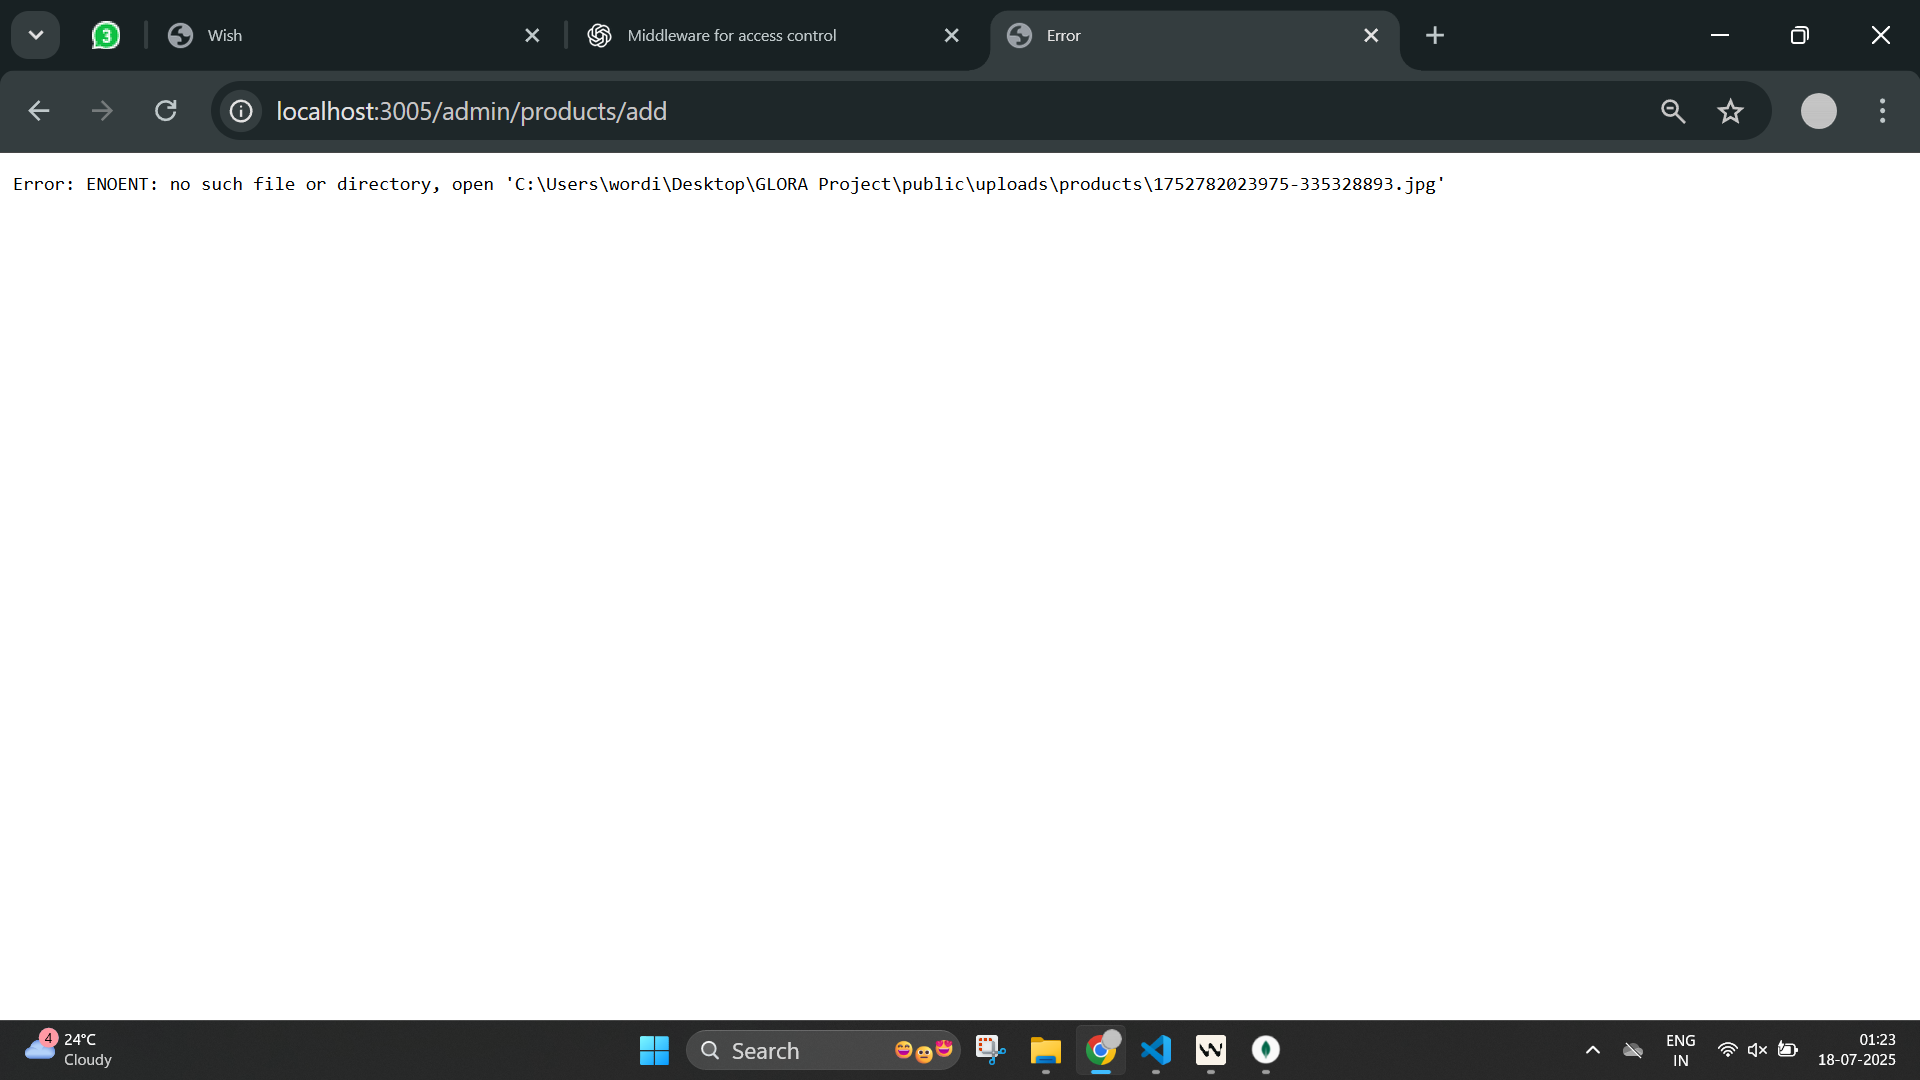 3
Wish
Middleware for access control
Error
localhost:3005/admin/products/add
Error: ENOENT: no such file or directory, open 'C:\Users\wordi\Desktop\GLORA Project\public\uploads\products\1752782023975-335328893.jpg'
4
24°C
Cloudy
Search
ENG
IN
01:23
18-07-2025